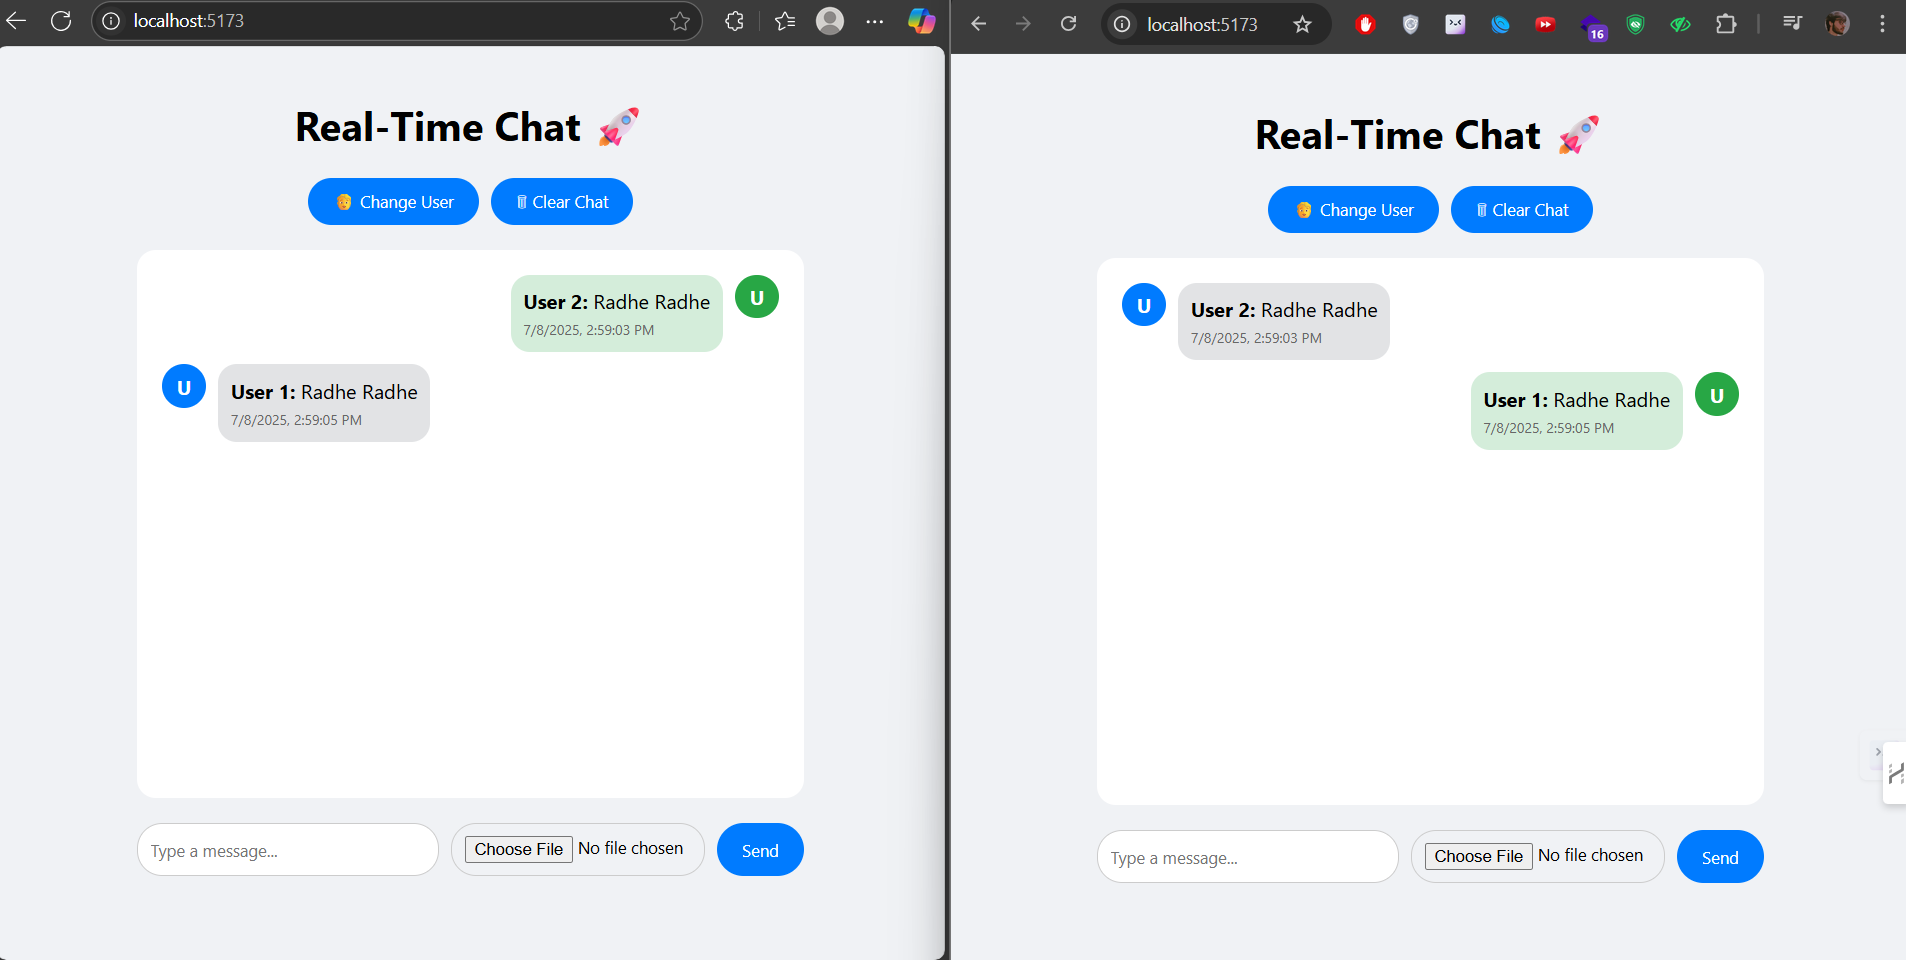 localhost:5173
Real-Time Chat 🚀
👴 Change User
🗑 Clear Chat
User 2: Radhe Radhe
7/8/2025, 2:59:03 PM
U
U
User 1: Radhe Radhe
7/8/2025, 2:59:05 PM
Type a message...
Choose File No file chosen
Send
localhost:5173
16
Real-Time Chat 🚀
👴 Change User
🗑 Clear Chat
U
User 2: Radhe Radhe
7/8/2025, 2:59:03 PM
User 1: Radhe Radhe
7/8/2025, 2:59:05 PM
U
Type a message...
Choose File No file chosen
Send